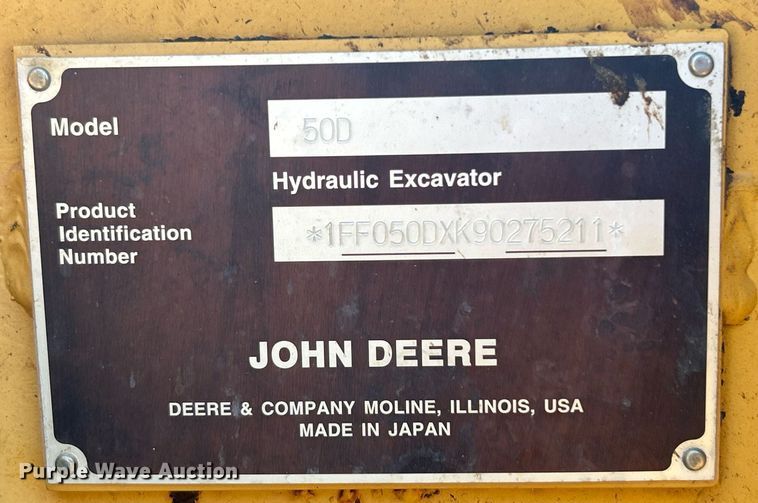 Model 50D
Hydraulic Excavator
Product
Identification
Number
*1FF050DXK90275211*
JOHN DEERE
DEERE & COMPANY MOLINE, ILLINOIS, USA
MADE IN JAPAN
Purple Wave Auction